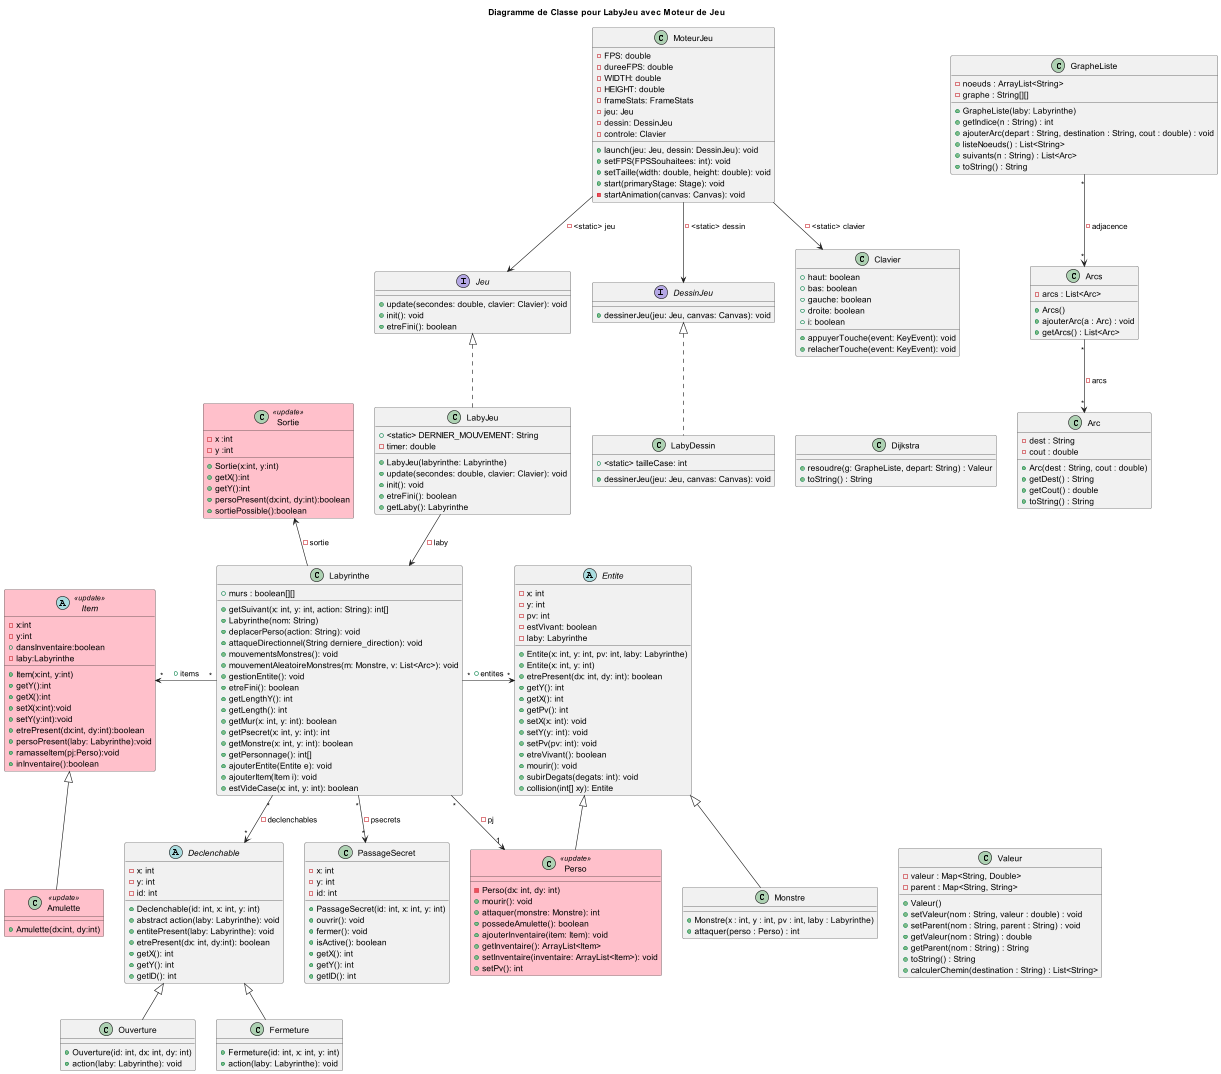 Diagramme de Classe pour LabyJeu avec Moteur de Jeu
C MoteurJeu
FPS: double
dureeFPS: double
WIDTH: double
HEIGHT: double
frameStats: FrameStats
jeu: Jeu
dessin: DessinJeu
controle: Clavier
launch(jeu: Jeu, dessin: DessinJeu): void
setFPS(FPSSouhaitees: int): void
setTaille(width: double, height: double): void
start(primaryStage: Stage): void
startAnimation(canvas: Canvas): void
C GrapheListe
noeuds : ArrayList<String>
graphe : String[][]
GrapheListe(laby: Labyrinthe)
getIndice(n : String) : int
ajouterArc(depart : String, destination : String, cout : double) : void
listeNoeuds() : List<String>
suivants(n : String) : List<Arc>
toString() : String
<static> jeu
<static> dessin
<static> clavier
*
adjacence
*
I Jeu
update(secondes: double, clavier: Clavier): void
init(): void
etreFini(): boolean
I DessinJeu
dessinerJeu(jeu: Jeu, canvas: Canvas): void
C Clavier
haut: boolean
bas: boolean
gauche: boolean
droite: boolean
i: boolean
appuyerTouche(event: KeyEvent): void
relacherTouche(event: KeyEvent): void
C Arcs
arcs : List<Arc>
Arcs()
ajouterArc(a : Arc) : void
getArcs() : List<Arc>
*
arcs
*
C «update»
Sortie
x :int
y :int
Sortie(x:int, y:int)
getX():int
getY():int
persoPresent(dx:int, dy:int):boolean
sortiePossible():boolean
C LabyJeu
<static> DERNIER_MOUVEMENT: String
timer: double
LabyJeu(labyrinthe: Labyrinthe)
update(secondes: double, clavier: Clavier): void
init(): void
etreFini(): boolean
getLaby(): Labyrinthe
C LabyDessin
<static> tailleCase: int
dessinerJeu(jeu: Jeu, canvas: Canvas): void
C Dijkstra
resoudre(g: GrapheListe, depart: String) : Valeur
toString() : String
C Arc
dest : String
cout : double
Arc(dest : String, cout : double)
getDest() : String
getCout() : double
toString() : String
sortie
laby
A «update»
Item
x:int
y:int
dansInventaire:boolean
laby:Labyrinthe
Item(x:int, y:int)
getY():int
getX():int
setX(x:int):void
setY(y:int):void
etrePresent(dx:int, dy:int):boolean
persoPresent(laby: Labyrinthe):void
ramasseItem(pj:Perso):void
inInventaire():boolean
* items *
C Labyrinthe
murs : boolean[][]
getSuivant(x: int, y: int, action: String): int[]
Labyrinthe(nom: String)
deplacerPerso(action: String): void
attaqueDirectionnel(String derniere_direction): void
mouvementsMonstres(): void
mouvementAleatoireMonstres(m: Monstre, v: List<Arc>): void
gestionEntite(): void
etreFini(): boolean
getLengthY(): int
getLength(): int
getMur(x: int, y: int): boolean
getPsecret(x: int, y: int): int
getMonstre(x: int, y: int): boolean
getPersonnage(): int[]
ajouterEntite(Entite e): void
ajouterItem(Item i): void
estVideCase(x: int, y: int): boolean
* entites *
A Entite
x: int
y: int
pv: int
estVivant: boolean
laby: Labyrinthe
Entite(x: int, y: int, pv: int, laby: Labyrinthe)
Entite(x: int, y: int)
etrePresent(dx: int, dy: int): boolean
getY(): int
getX(): int
getPv(): int
setX(x: int): void
setY(y: int): void
setPv(pv: int): void
etreVivant(): boolean
mourir(): void
subirDegats(degats: int): void
collision(int[] xy): Entite
*
declenchables
*
*
psecrets
*
*
pj
1
C «update»
Amulette
Amulette(dx:int, dy:int)
A Declenchable
x: int
y: int
id: int
Declenchable(id: int, x: int, y: int)
abstract action(laby: Labyrinthe): void
entitePresent(laby: Labyrinthe): void
etrePresent(dx: int, dy:int): boolean
getX(): int
getY(): int
getID(): int
C PassageSecret
x: int
y: int
id: int
PassageSecret(id: int, x: int, y: int)
ouvrir(): void
fermer(): void
isActive(): boolean
getX(): int
getY(): int
getID(): int
C «update»
Perso
Perso(dx: int, dy: int)
mourir(): void
attaquer(monstre: Monstre): int
possedeAmulette(): boolean
ajouterInventaire(item: Item): void
getInventaire(): ArrayList<Item>
setInventaire(inventaire: ArrayList<Item>): void
setPv(): int
C Monstre
Monstre(x : int, y : int, pv : int, laby : Labyrinthe)
attaquer(perso : Perso) : int
C Valeur
valeur : Map<String, Double>
parent : Map<String, String>
Valeur()
setValeur(nom : String, valeur : double) : void
setParent(nom : String, parent : String) : void
getValeur(nom : String) : double
getParent(nom : String) : String
toString() : String
calculerChemin(destination : String) : List<String>
C Ouverture
Ouverture(id: int, dx: int, dy: int)
action(laby: Labyrinthe): void
C Fermeture
Fermeture(id: int, x: int, y: int)
action(laby: Labyrinthe): void